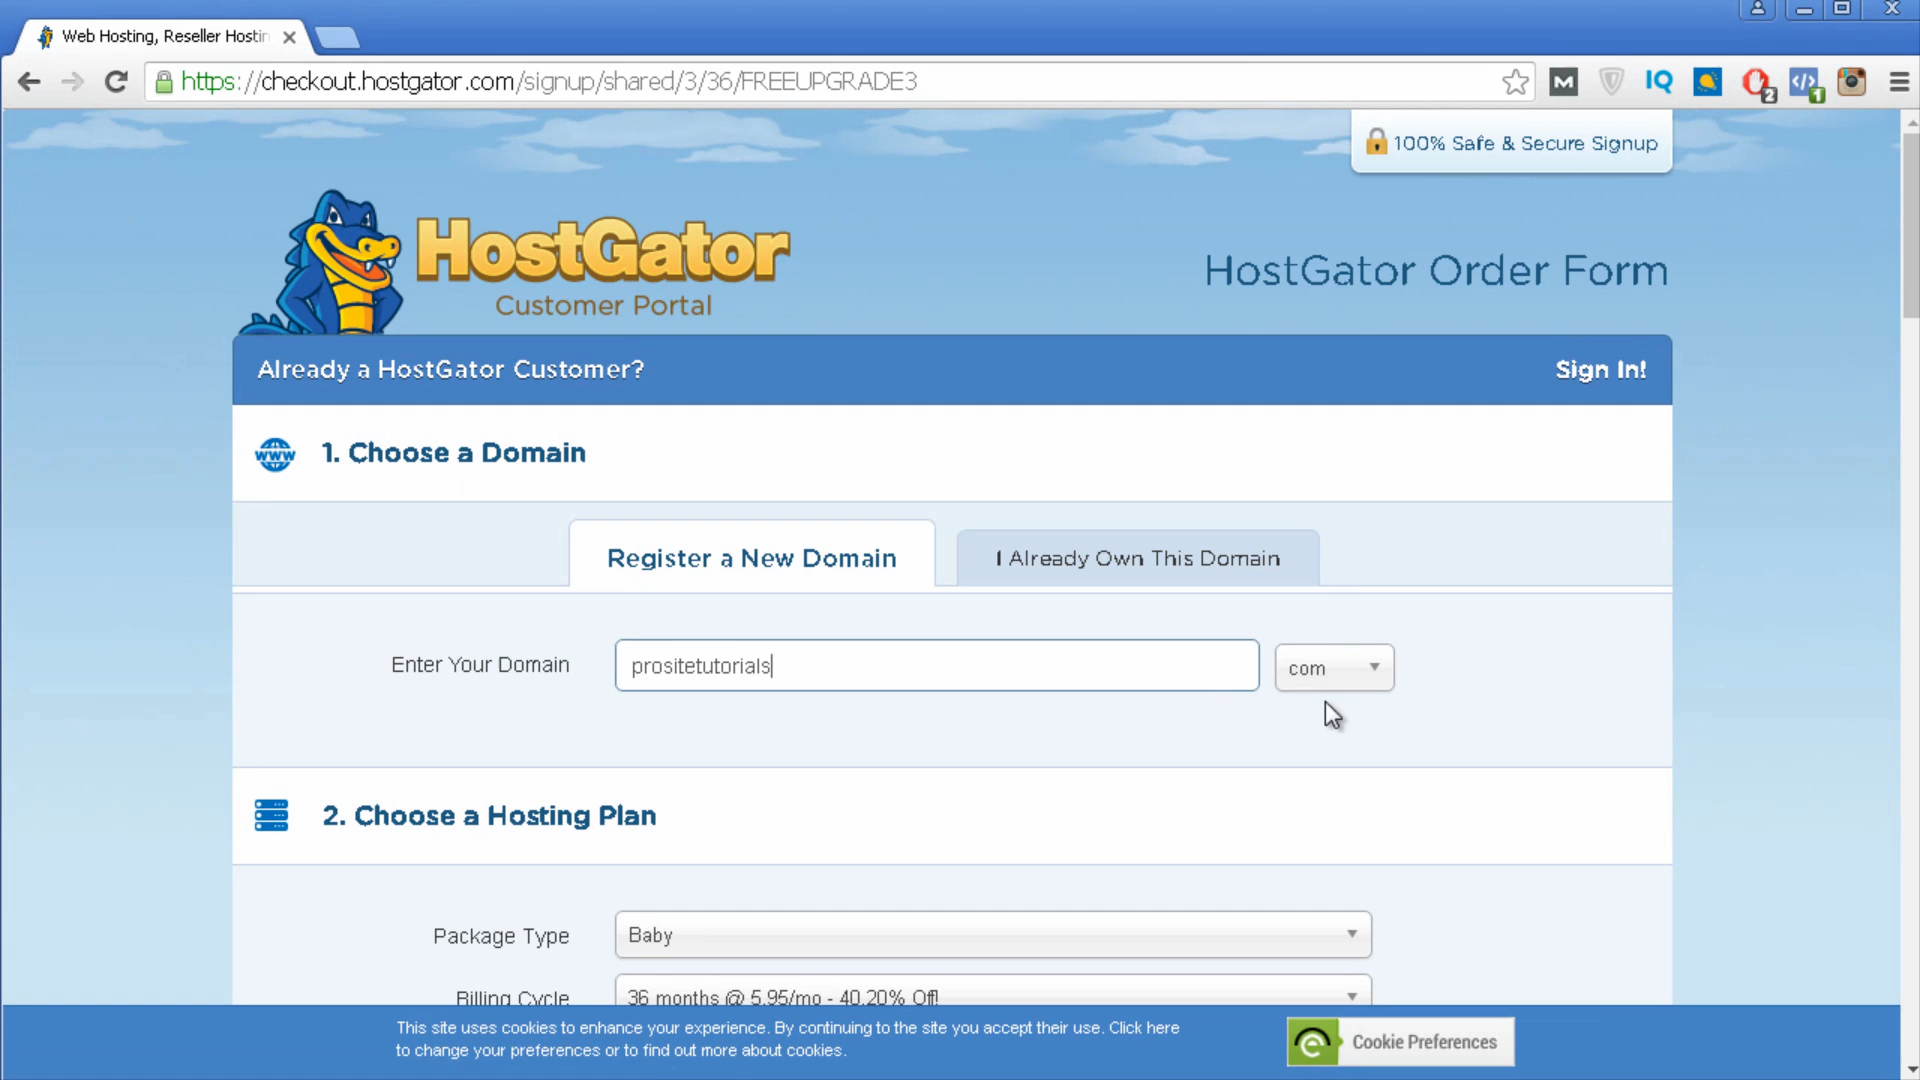 Web Hosting, Reseller Hostin
https://checkout.hostgator.com/signup/shared/3/36/FREEUPGRADE3
M
IQ
2
</>
1
100% Safe & Secure Signup
HostGator
Customer Portal
HostGator Order Form
Already a HostGator Customer?
Sign In!
www
1. Choose a Domain
Register a New Domain
I Already Own This Domain
Enter Your Domain
prositetutorials
com
2. Choose a Hosting Plan
Package Type
Baby
Billing Cycle
36 months @ 5.95/mo - 40.20% Off!
This site uses cookies to enhance your experience. By continuing to the site you accept their use. Click here
to change your preferences or to find out more about cookies.
Cookie Preferences